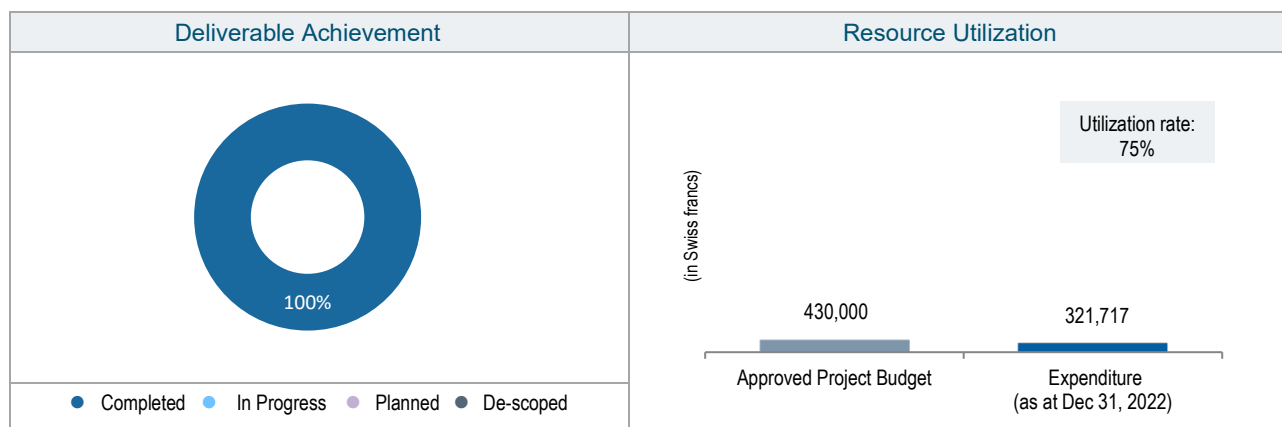 Deliverable Achievement
Resource Utilization
100%
Completed
In Progress
Planned
De-scoped
Utilization rate:
75%
(in Swiss francs)
430,000
321,717
Approved Project Budget
Expenditure
(as at Dec 31, 2022)